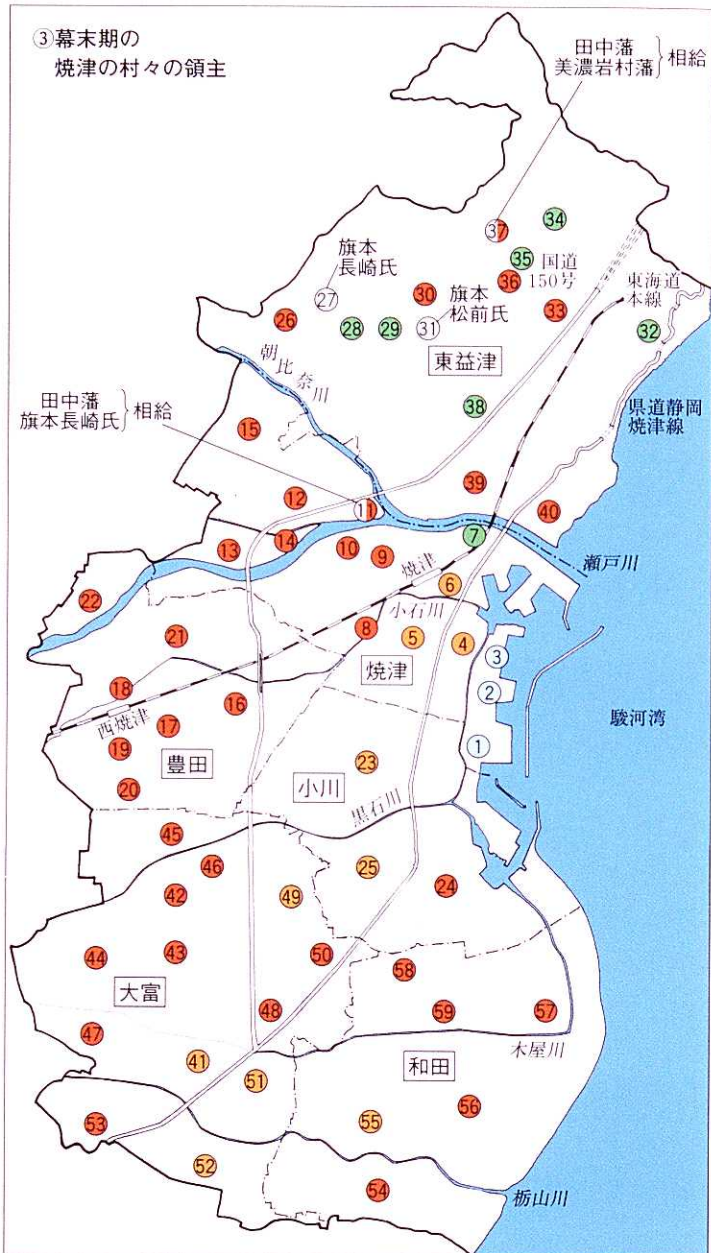 ③幕末期の
焼津の村々の領主
田中藩
美濃岩村藩
相給
37
34
35
国道
150号
36
旗本
長崎氏
27
30
旗本
松前氏
東海道
本線
26
28
29
31
33
32
東益津
朝比奈川
38
県道静岡
焼津線
田中藩
旗本長崎氏
相給
15
39
12
11
40
13
14
10
9
7
瀬戸川
焼津
22
6
小石川
21
8
5
4
3
焼津
18
16
2
駿河湾
西焼津
17
19
1
豊田
23
20
小川
黒石川
45
46
25
42
49
24
44
43
50
58
大富
48
59
57
47
木屋川
41
51
和田
53
55
56
52
54
栃山川